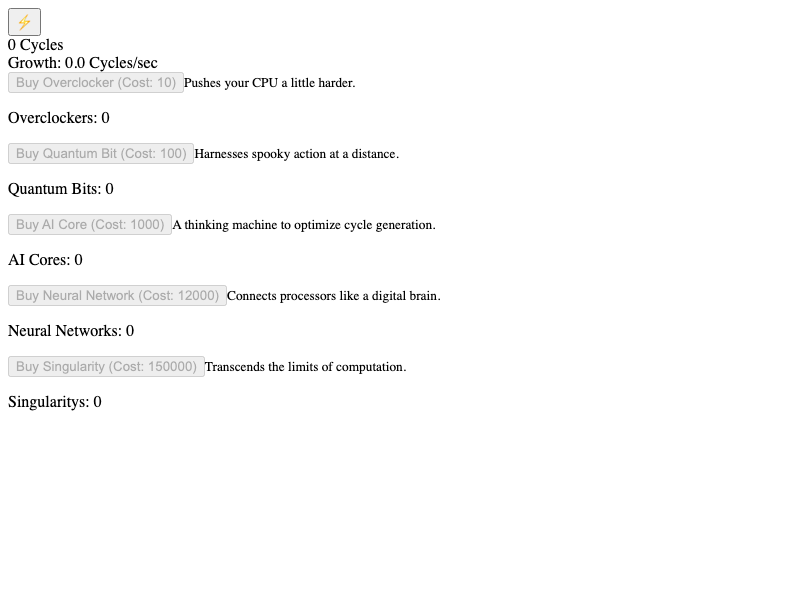 ⚡
0 Cycles
Growth: 0.0 Cycles/sec
Buy Overclocker (Cost: 10) Pushes your CPU a little harder.
Overclockers: 0
Buy Quantum Bit (Cost: 100) Harnesses spooky action at a distance.
Quantum Bits: 0
Buy AI Core (Cost: 1000) A thinking machine to optimize cycle generation.
AI Cores: 0
Buy Neural Network (Cost: 12000) Connects processors like a digital brain.
Neural Networks: 0
Buy Singularity (Cost: 150000) Transcends the limits of computation.
Singularitys: 0